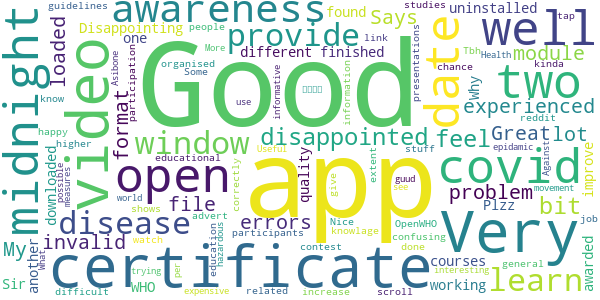 guidelines
studies
awareness
Says
uninstalled
tap
Disappointing
people
found
Some
More
link
loaded
one
provide
different
finished
module
kinda
midnight
video
Good
date
well
know
format
participation
Asibone
organised
Tbh
Health
chance
presentations
two
happy
higher
window
use
informative
information
Why
experienced
reddit
disappointed
feel
Great
lot
downloaded
educational
quality
extent
stuff
covid
epidemic
Against
improve
possible
measures
open
app
file
correctly
Useful
give
guud
see
problem
bit
Plzz
disease
world
errors
education
hazardous
Nice
OpenWHO
Very
movement
My
invalid
shows
advert
participants
knowlage
confusing
courses
awarded
job
Sir
another
What
watch
WHO
contest
done
working
learn
general
certificate
trying
difficult
expensive
per
related
increase
scroll
interesting